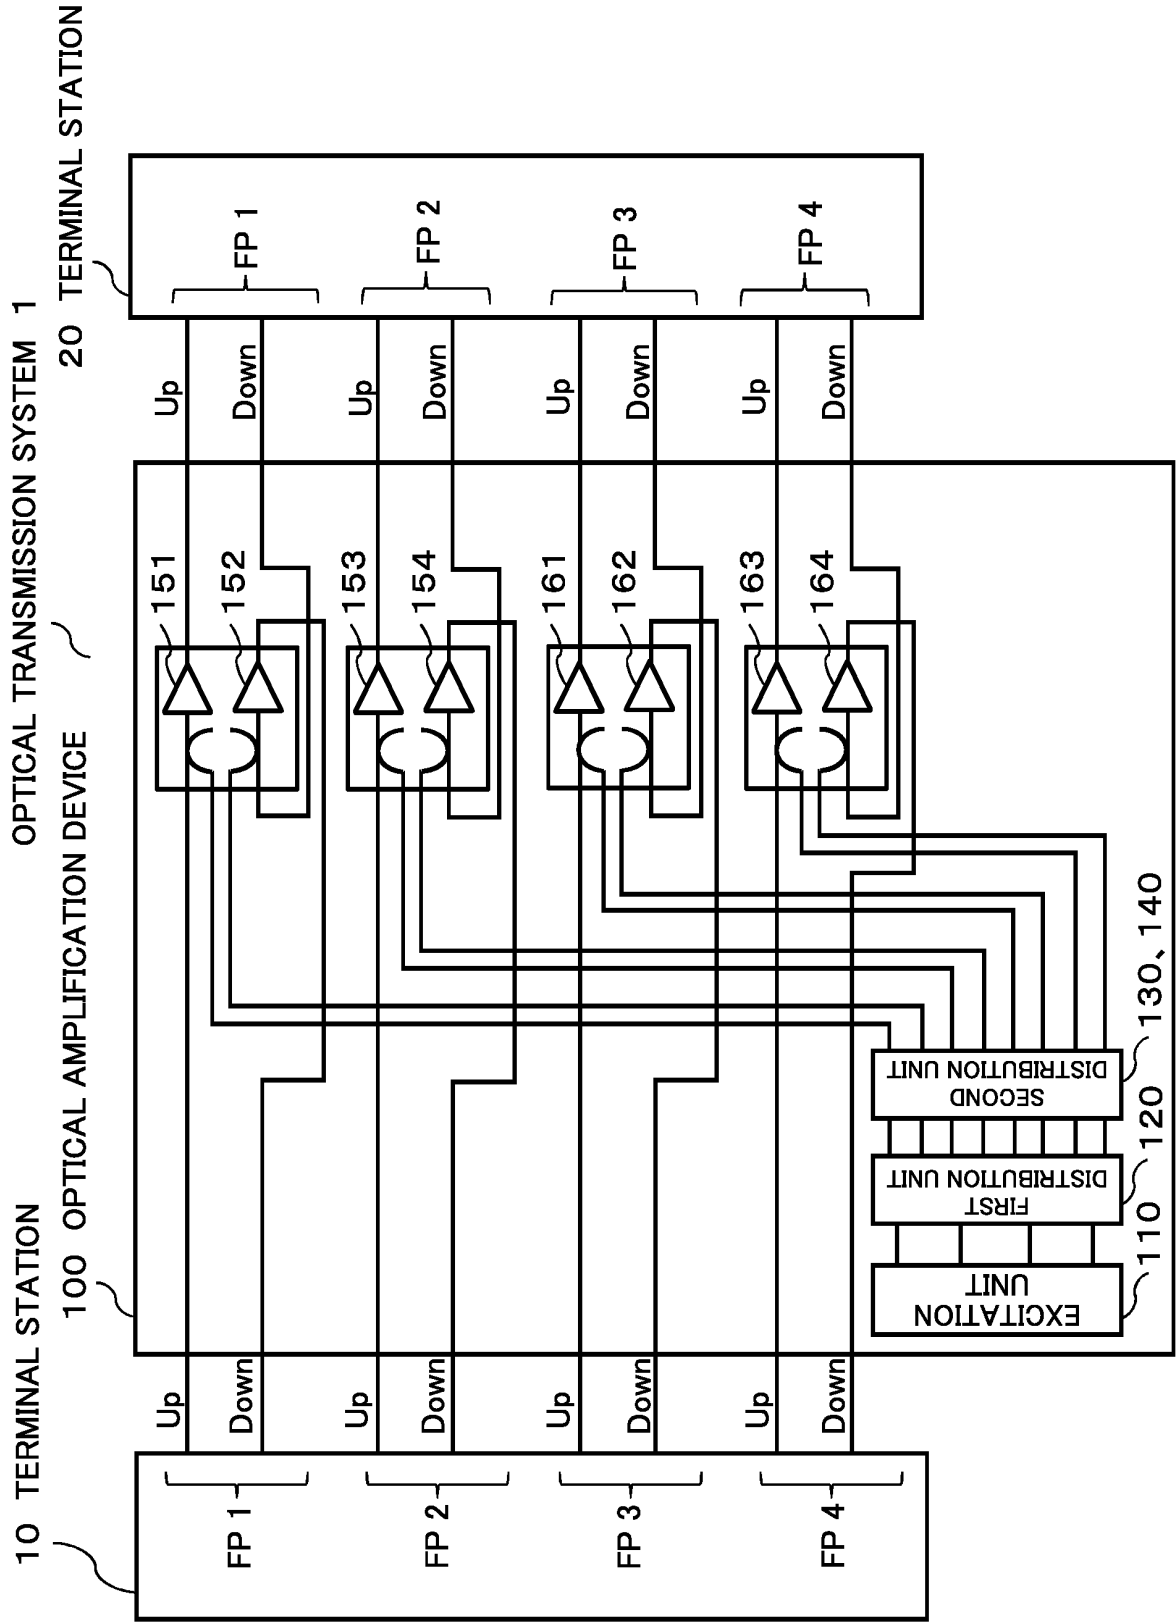 OPTICAL TRANSMISSION SYSTEM 1
10 TERMINAL STATION
100 OPTICAL AMPLIFICATION DEVICE
20 TERMINAL STATION
FP 1
Up
Down
151
152
Up
Down
FP 1
FP 2
Up
Down
153
154
Up
Down
FP 2
FP 3
Up
Down
161
162
Up
Down
FP 3
FP 4
Up
Down
163
164
Up
Down
FP 4
EXCITATION
UNIT
110
FIRST
DISTRIBUTION UNIT
120
SECOND
DISTRIBUTION UNIT
130、140